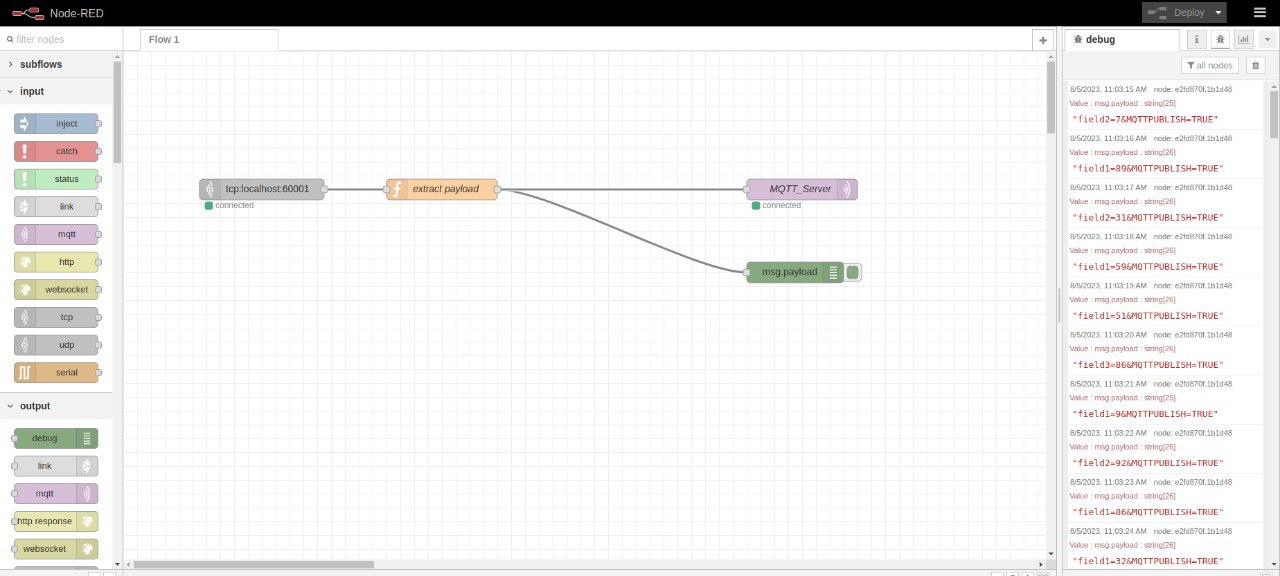 Node-RED
Deploy
filter nodes
Flow 1
debug
i
all nodes
subflows
input
inject
catch
status
link
mqtt
http
websocket
tcp
udp
serial
output
debug
link
mqtt
http response
websocket
tcp:localhost:60001
connected
extract payload
MQTT_Server
connected
msg.payload
8/5/2023, 11:03:15 AM node: e2fd870f.1b1d48
Value : msg.payload : string[25]
"field2=7&MQTTPUBLISH=TRUE"
8/5/2023, 11:03:16 AM node: e2fd870f.1b1d48
Value : msg.payload : string[26]
"field1=89&MQTTPUBLISH=TRUE"
8/5/2023, 11:03:17 AM node: e2fd870f.1b1d48
Value : msg.payload : string[26]
"field2=31&MQTTPUBLISH=TRUE"
8/5/2023, 11:03:18 AM node: e2fd870f.1b1d48
Value : msg.payload : string[26]
"field1=59&MQTTPUBLISH=TRUE"
8/5/2023, 11:03:19 AM node: e2fd870f.1b1d48
Value : msg.payload : string[26]
"field1=51&MQTTPUBLISH=TRUE"
8/5/2023, 11:03:20 AM node: e2fd870f.1b1d48
Value : msg.payload : string[26]
"field3=86&MQTTPUBLISH=TRUE"
8/5/2023, 11:03:21 AM node: e2fd870f.1b1d48
Value : msg.payload : string[25]
"field1=9&MQTTPUBLISH=TRUE"
8/5/2023, 11:03:22 AM node: e2fd870f.1b1d48
Value : msg.payload : string[26]
"field2=92&MQTTPUBLISH=TRUE"
8/5/2023, 11:03:23 AM node: e2fd870f.1b1d48
Value : msg.payload : string[26]
"field1=86&MQTTPUBLISH=TRUE"
8/5/2023, 11:03:24 AM node: e2fd870f.1b1d48
Value : msg.payload : string[26]
"field1=32&MQTTPUBLISH=TRUE"